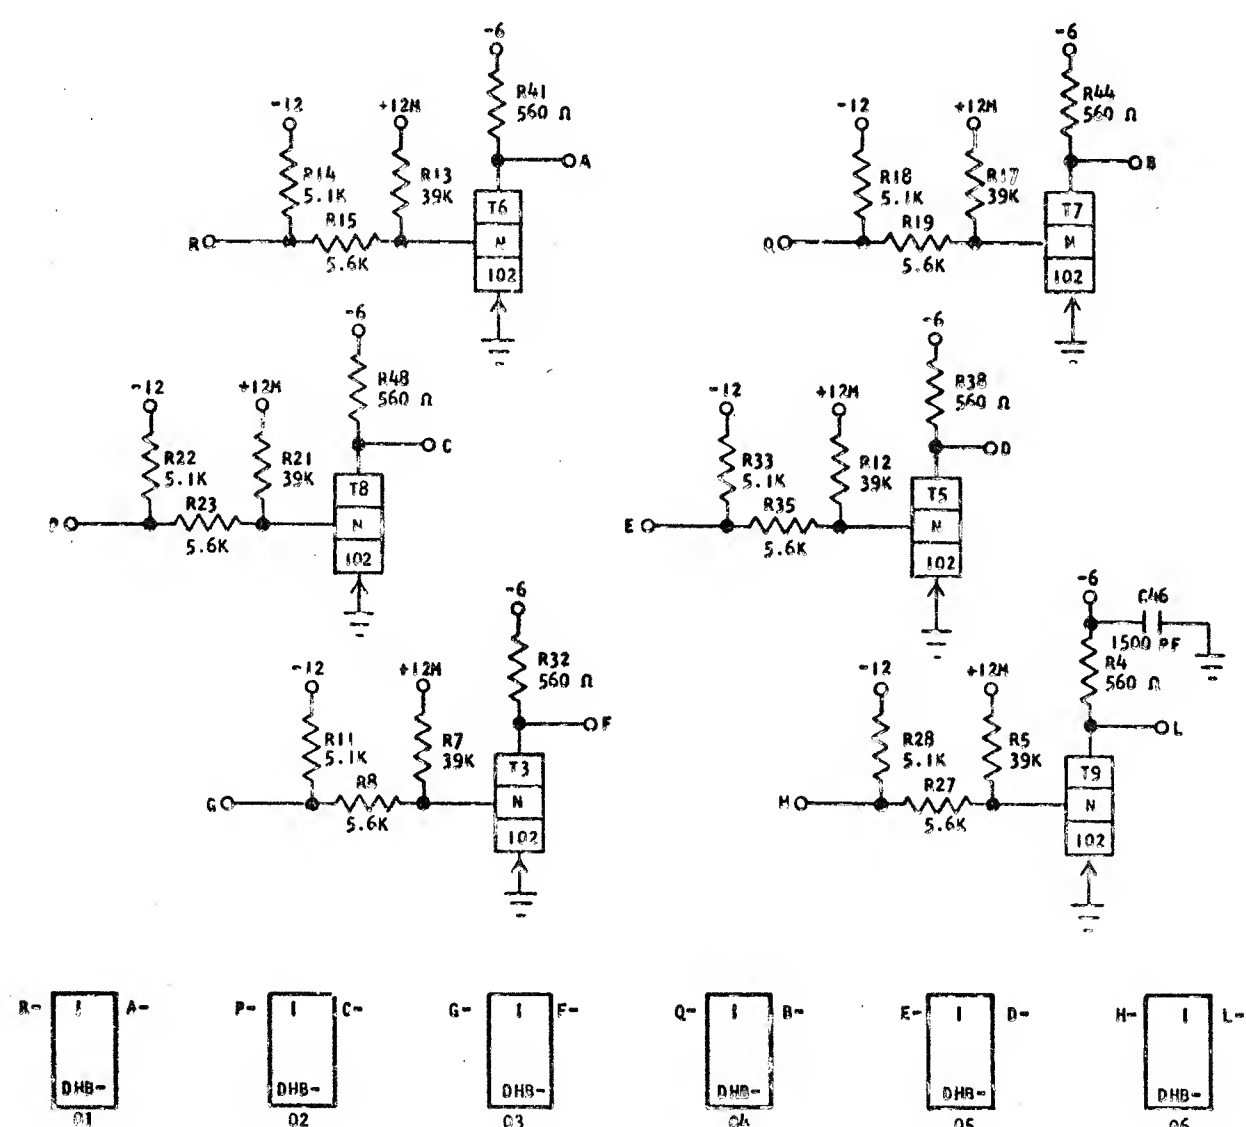 -6
R41
560 Ω
-12
+12M
R14
5.1K
R13
39K
A
R15
T6
R
N
5.6K
102
-6
R44
560 Ω
-12
+12M
R18
5.1K
R17
39K
B
R19
T7
Q
5.6K
102
-6
R48
560 Ω
-12
+12M
R22
5.1K
R21
39K
C
R23
T8
P
N
5.6K
102
-6
R38
560 Ω
-12
+12M
R33
5.1K
R12
39K
D
R35
T5
E
N
5.6K
102
-6
R32
560 Ω
-12
+12M
R11
5.1K
R7
39K
F
R8
T3
G
N
5.6K
102
-6
C46
1500 PF
R4
560 Ω
-12
+12M
R28
5.1K
R5
39K
L
R27
T9
H
N
5.6K
102
R- I A-
DHB-
01
P- I C-
DHB-
02
G- I F-
DHB-
03
Q- I B-
DHB-
04
E- I D-
DHB-
05
H- I L-
DHB-
06